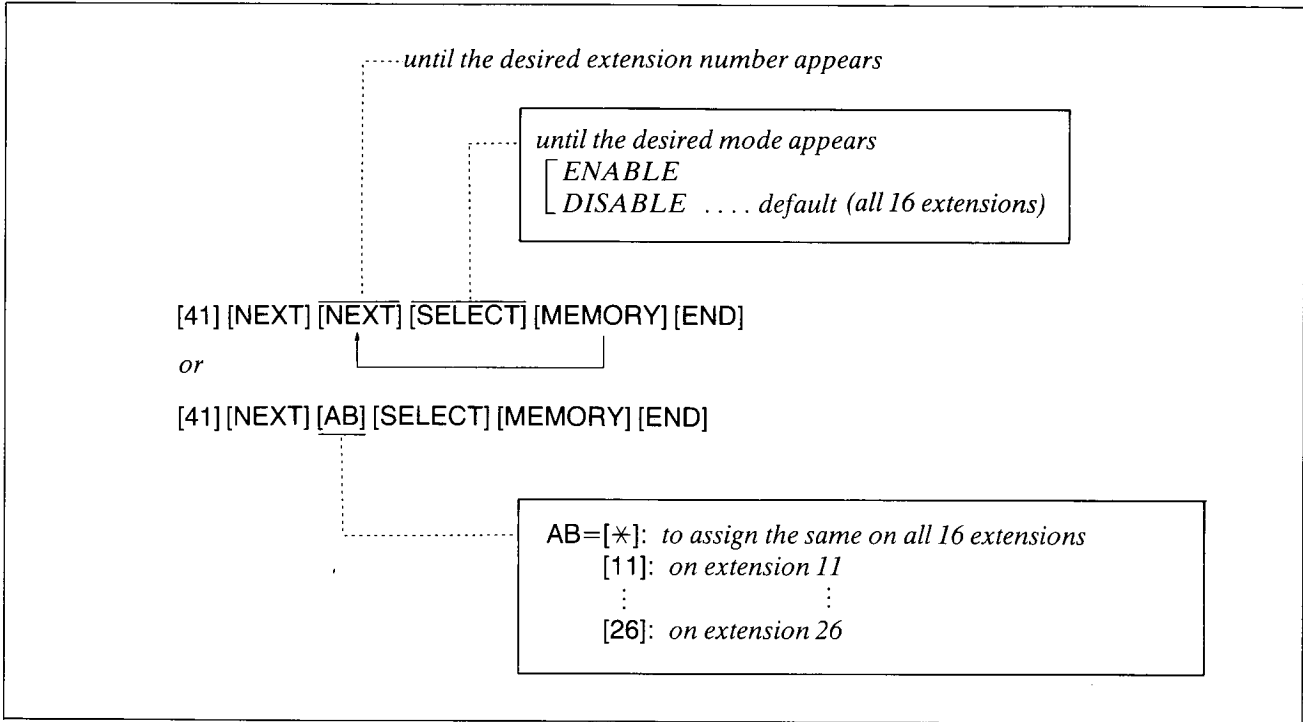 until the desired extension number appears
until the desired mode appears
ENABLE
DISABLE .... default (all 16 extensions)
[41] [NEXT] [NEXT] [SELECT] [MEMORY] [END]
or
[41] [NEXT] [AB] [SELECT] [MEMORY] [END]
AB=[✳]: to assign the same on all 16 extensions
[11]: on extension 11
⋮ ⋮
[26]: on extension 26